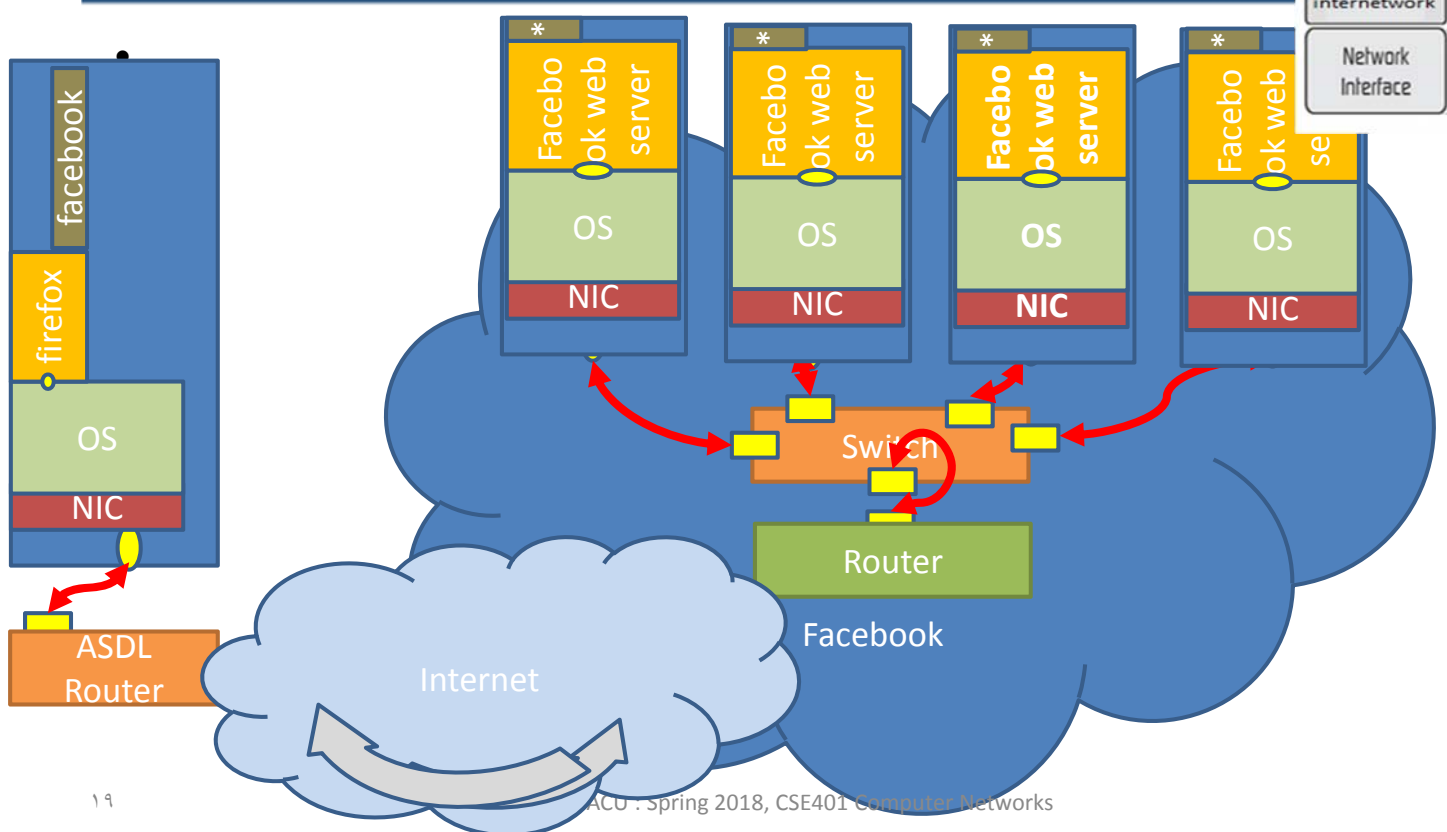 internetwork
Network
Interface
*
*
*
*
facebook
firefox
OS
NIC
ASDL
Router
Facebo
ok web
server
OS
NIC
Facebo
ok web
server
OS
NIC
Facebo
ok web
server
OS
NIC
Facebo
ok web
se
OS
NIC
Switch
Router
Facebook
Internet
١٩
ACU : Spring 2018, CSE401 Computer Networks